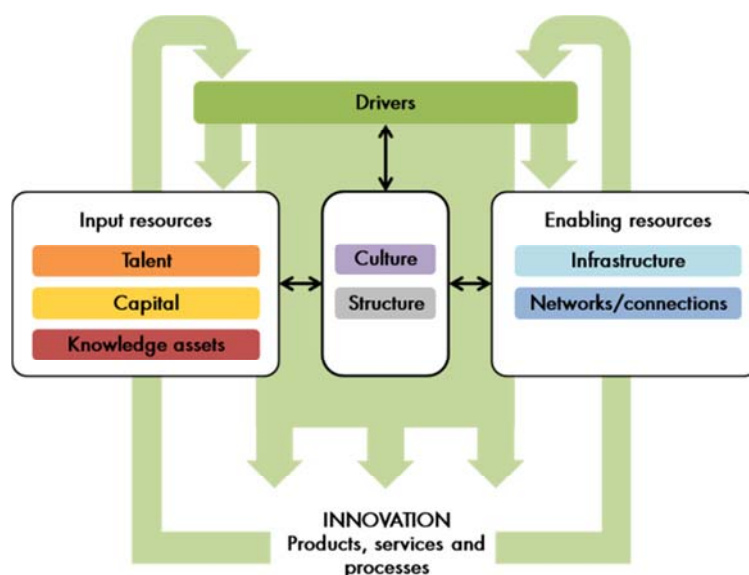 Drivers
Input resources
Talent
Capital
Knowledge assets
Culture
Structure
Enabling resources
Infrastructure
Networks/connections
INNOVATION
Products, services and
processes